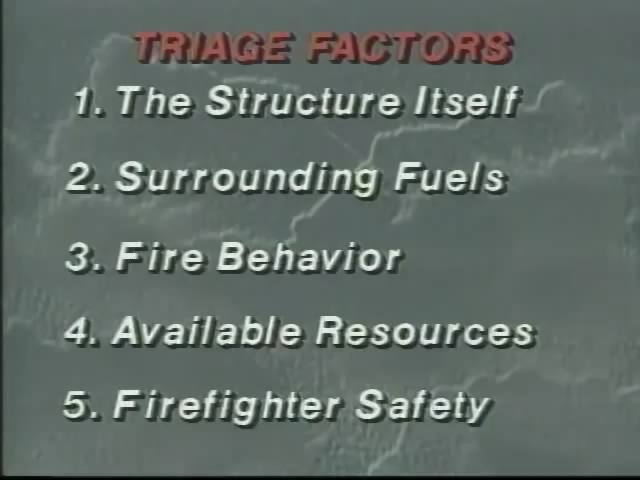 TRIAGE FACTORS
1. The Structure Itself
2. Surrounding Fuels
3. Fire Behavior
4. Available Resources
5. Firefighter Safety